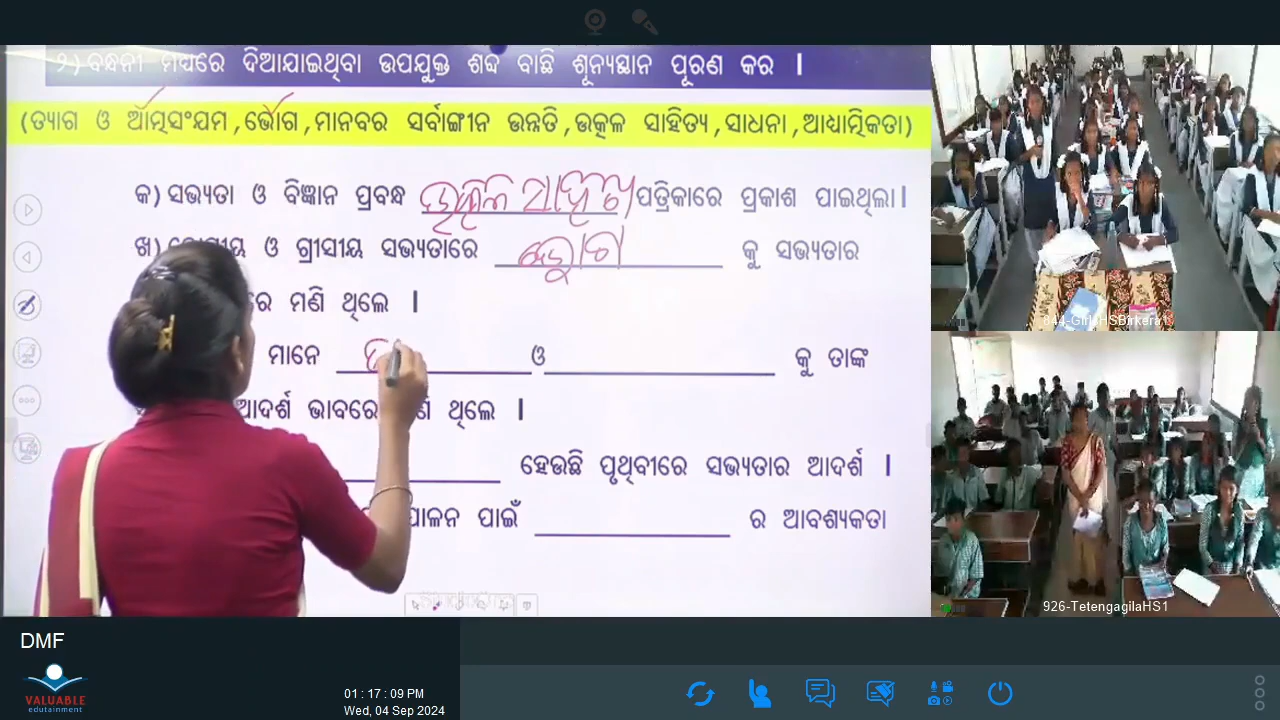 ୨) ବନ୍ଧନୀ ମଧ୍ୟରେ ଦିଆଯାଇଥିବା ଉପଯୁକ୍ତ ଶବ୍ଦ ବାଛି ଶୂନ୍ୟସ୍ଥାନ ପୂରଣ କର ।
(ତ୍ୟାଗ ଓ ଆତ୍ମସଂଯମ ,ଭୋଗ ,ମାନବର ସର୍ବାଙ୍ଗୀନ ଉନ୍ନତି ,ଉତ୍କଳ ସାହିତ୍ୟ ,ସାଧନା ,ଆଧ୍ୟାତ୍ମିକତା)
କ) ସଭ୍ୟତା ଓ ବିଜ୍ଞାନ ପ୍ରବନ୍ଧ ଉତ୍କଳ ସାହିତ୍ୟ ପତ୍ରିକାରେ ପ୍ରକାଶ ପାଇଥିଲା ।
ଖ) ଓ ଗ୍ରୀସୀୟ ସଭ୍ୟତାରେ ଭୋଗ କୁ ସଭ୍ୟତାର
ମଣି ଥିଲେ ।
ମାନେ ଓ କୁ ତାଙ୍କ
ଆଦର୍ଶ ଭାବରେ ଥିଲେ ।
ହେଉଛି ପୃଥିବୀରେ ସଭ୍ୟତାର ଆଦର୍ଶ ।
ପାଳନ ପାଇଁ ର ଆବଶ୍ୟକତା
844-GirlsHSBirkera1
926-TetengagilaHS1
DMF
VALUABLE
edutainment
01 : 17 : 09 PM
Wed, 04 Sep 2024